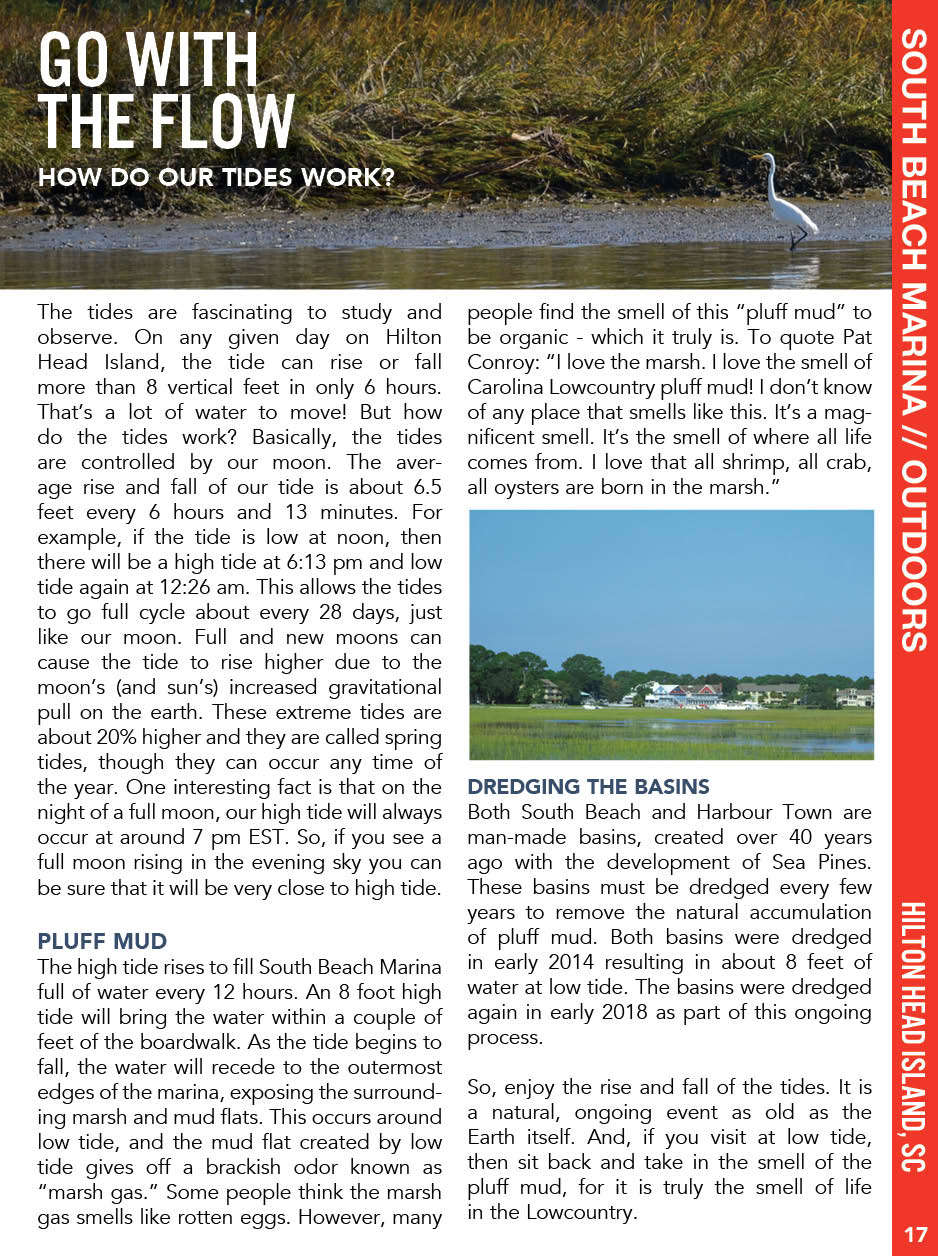 GO WITH
THE FLOW
HOW DO OUR TIDES WORK?
The tides are fascinating to study and
observe. On any given day on Hilton
Head Island, the tide can rise or fall
more than 8 vertical feet in only 6 hours.
That's a lot of water to move! But how
do the tides work? Basically, the tides
are controlled by our moon. The aver-
age rise and fall of our tide is about 6.5
feet every 6 hours and 13 minutes. For
example, if the tide is low at noon, then
there will be a high tide at 6:13 pm and low
tide again at 12:26 am. This allows the tides
to go full cycle about every 28 days, just
like our moon. Full and new moons can
cause the tide to rise higher due to the
moon's (and sun's) increased gravitational
pull on the earth. These extreme tides are
about 20% higher and they are called spring
tides, though they can occur any time of
the year. One interesting fact is that on the
night of a full moon, our high tide will always
occur at around 7 pm EST. So, if you see a
full moon rising in the evening sky you can
be sure that it will be very close to high tide.
PLUFF MUD
The high tide rises to fill South Beach Marina
full of water every 12 hours. An 8 foot high
tide will bring the water within a couple of
feet of the boardwalk. As the tide begins to
fall, the water will recede to the outermost
edges of the marina, exposing the surround-
ing marsh and mud flats. This occurs around
low tide, and the mud flat created by low
tide gives off a brackish odor known as
"marsh gas." Some people think the marsh
gas smells like rotten eggs. However, many
people find the smell of this "pluff mud" to
be organic - which it truly is. To quote Pat
Conroy: "I love the marsh. I love the smell of
Carolina Lowcountry pluff mud! I don't know
of any place that smells like this. It's a mag-
nificent smell. It's the smell of where all life
comes from. I love that all shrimp, all crab,
all oysters are born in the marsh."
DREDGING THE BASINS
Both South Beach and Harbour Town are
man-made basins, created over 40 years
ago with the development of Sea Pines.
These basins must be dredged every few
years to remove the natural accumulation
of pluff mud. Both basins were dredged
in early 2014 resulting in about 8 feet of
water at low tide. The basins were dredged
again in early 2018 as part of this ongoing
process.
So, enjoy the rise and fall of the tides. It is
a natural, ongoing event as old as the
Earth itself. And, if you visit at low tide,
then sit back and take in the smell of the
pluff mud, for it is truly the smell of life
in the Lowcountry.
SOUTH BEACH MARINA // OUTDOORS
HILTON HEAD ISLAND, SC
17